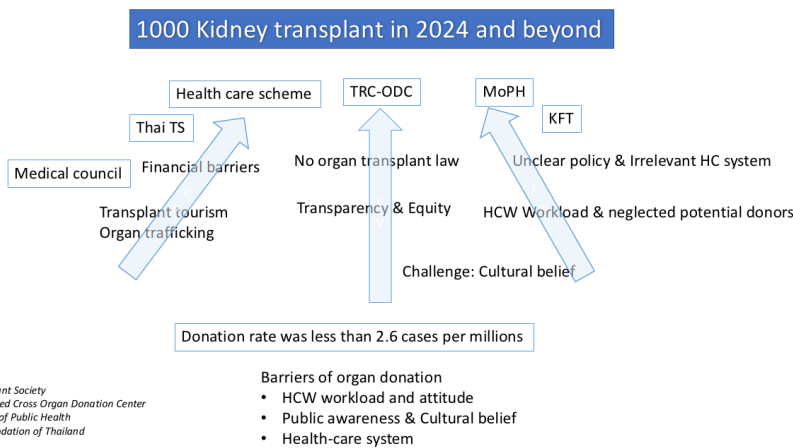 1000 Kidney transplant in 2024 and beyond
Health care scheme
TRC-ODC
MoPH
Thai TS
KFT
Medical council
Financial barriers
No organ transplant law
Unclear policy & Irrelevant HC system
Transplant tourism
Organ trafficking
Transparency & Equity
HCW Workload & neglected potential donors
Challenge: Cultural belief
Donation rate was less than 2.6 cases per millions
Barriers of organ donation
• HCW workload and attitude
• Public awareness & Cultural belief
• Health-care system
Society
Cross Organ Donation Center
of Public Health
of Thailand